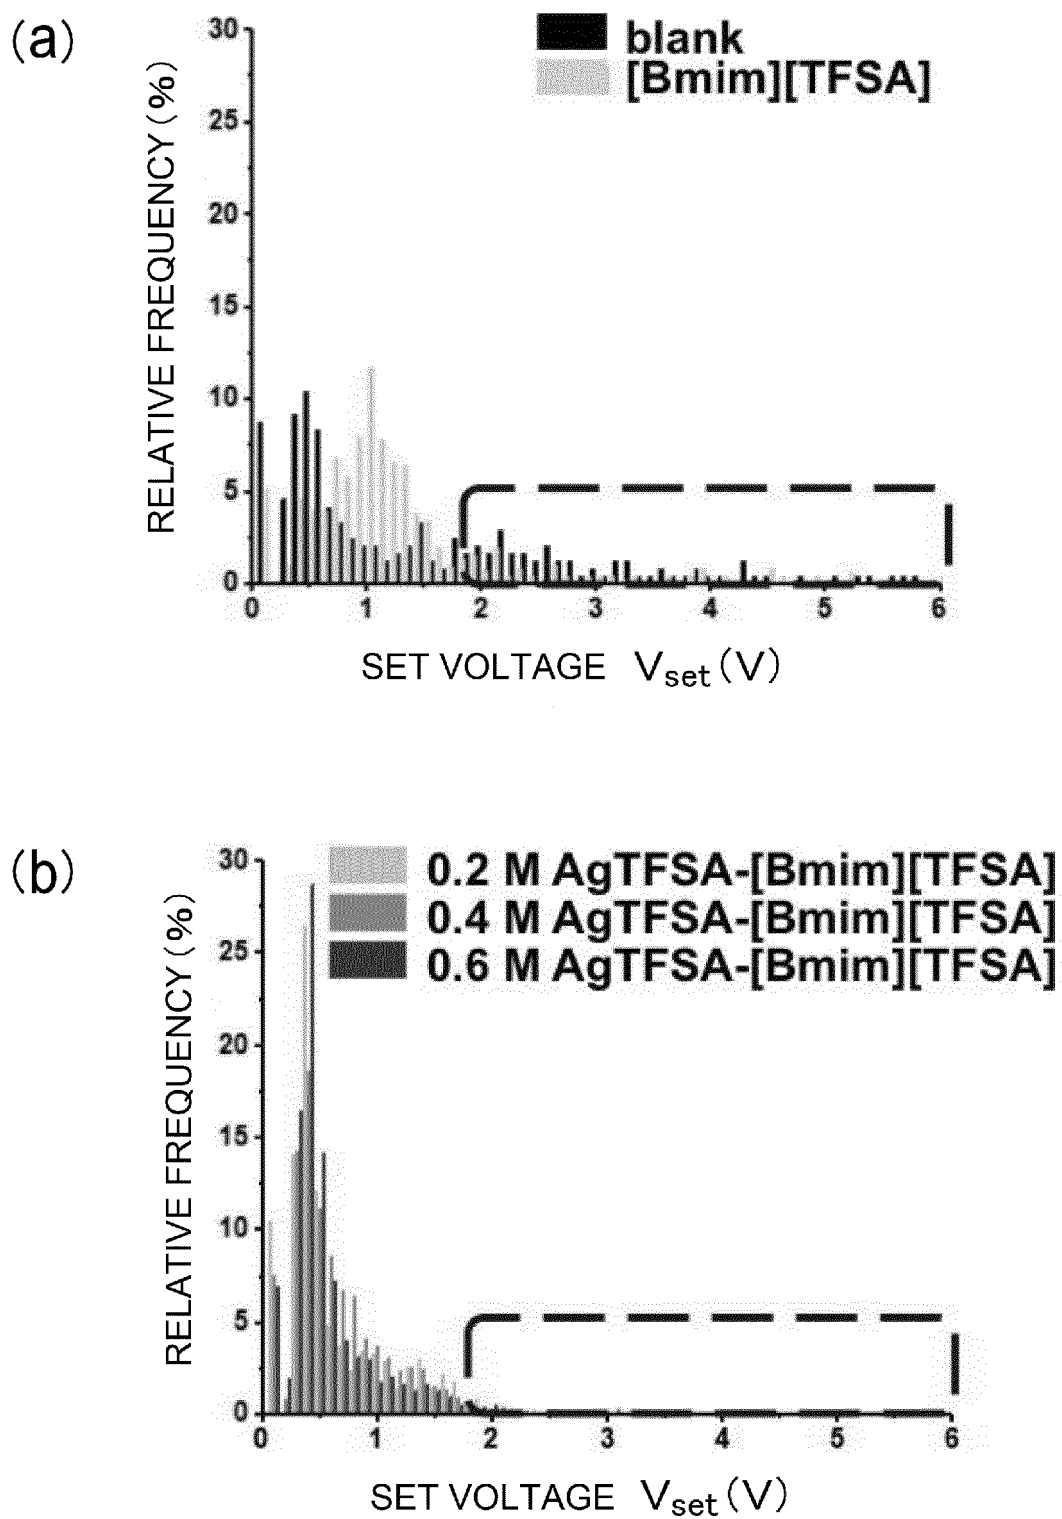 (a)
blank
[Bmim][TFSA]
RELATIVE FREQUENCY (%)
30
25
20
15
10
5
0
0 1 2 3 4 5 6
SET VOLTAGE Vset (V)
(b)
0.2 M AgTFSA-[Bmim][TFSA]
0.4 M AgTFSA-[Bmim][TFSA]
0.6 M AgTFSA-[Bmim][TFSA]
RELATIVE FREQUENCY (%)
30
25
20
15
10
5
0
0 1 2 3 4 5 6
SET VOLTAGE Vset (V)